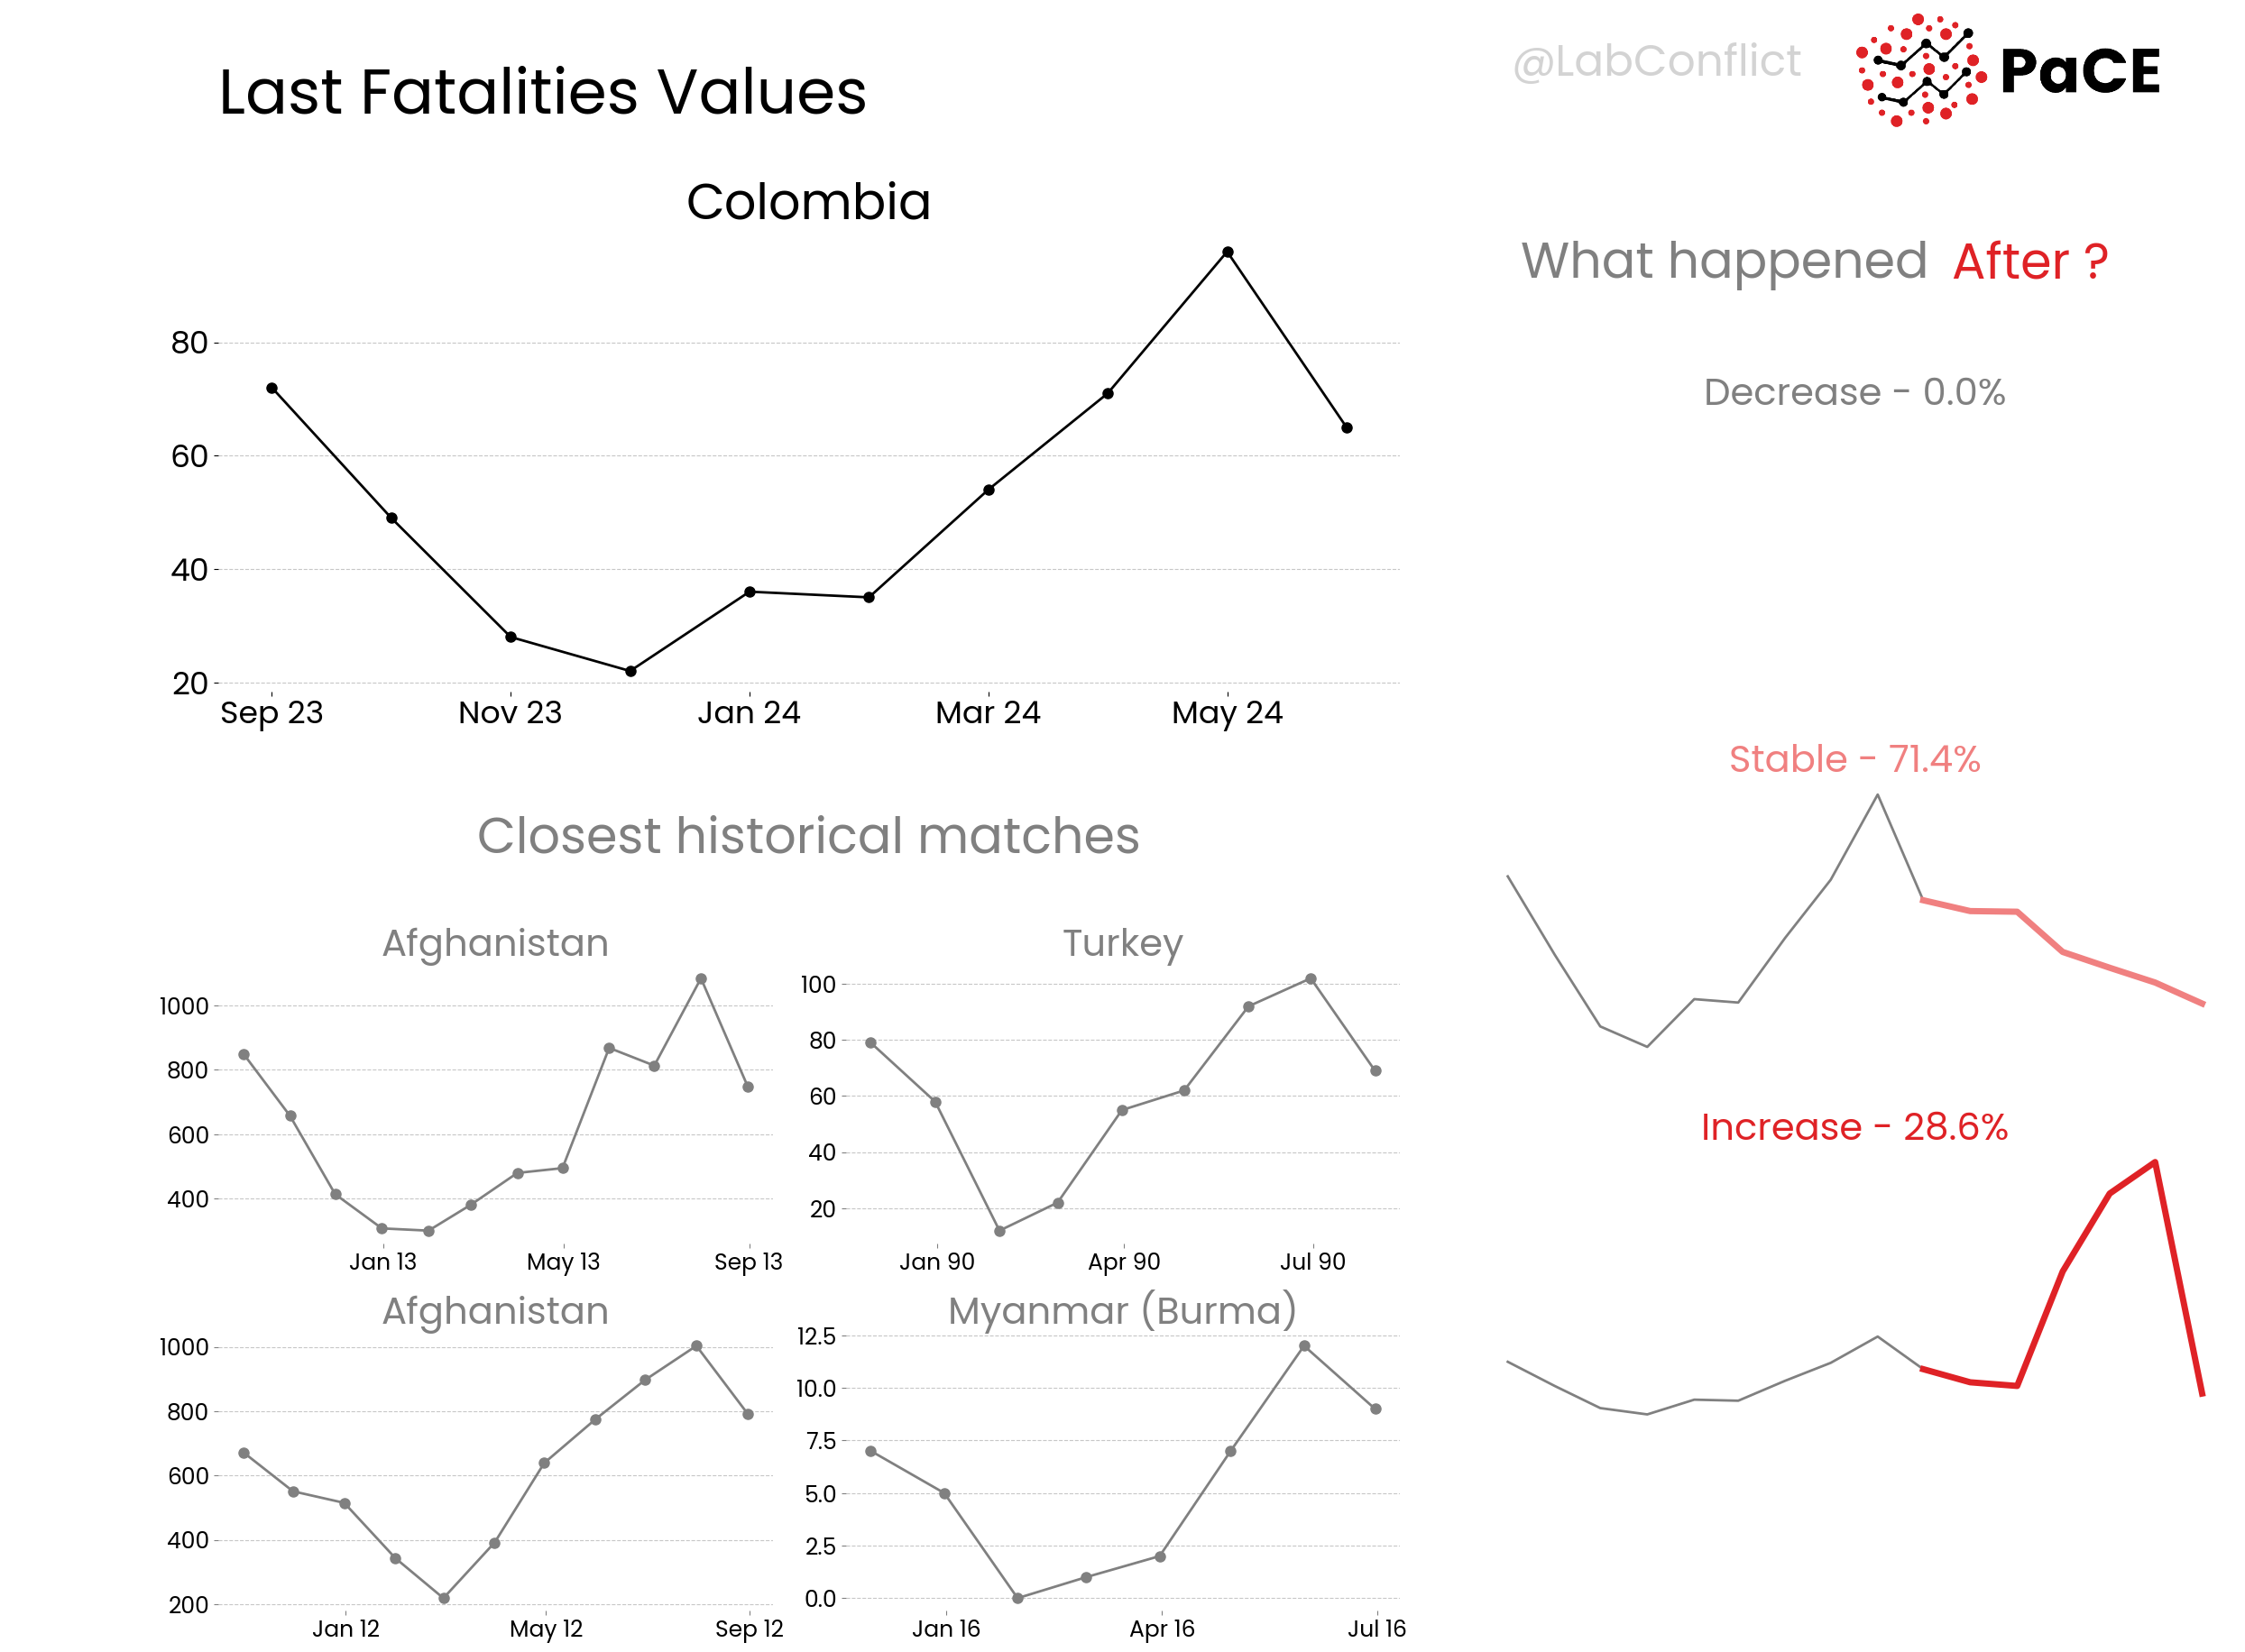 Last Fatalities Values
@LabConflict
PaCE
Colombia
80
60
40
20
Sep 23
Nov 23
Jan 24
Mar 24
May 24
What happened After ?
Decrease - 0.0%
Stable - 71.4%
Increase - 28.6%
Closest historical matches
Afghanistan
1000
800
600
400
Jan 13
May 13
Sep 13
Turkey
100
80
60
40
20
Jan 90
Apr 90
Jul 90
Afghanistan
1000
800
600
400
200
Jan 12
May 12
Sep 12
Myanmar (Burma)
12.5
10.0
7.5
5.0
2.5
0.0
Jan 16
Apr 16
Jul 16